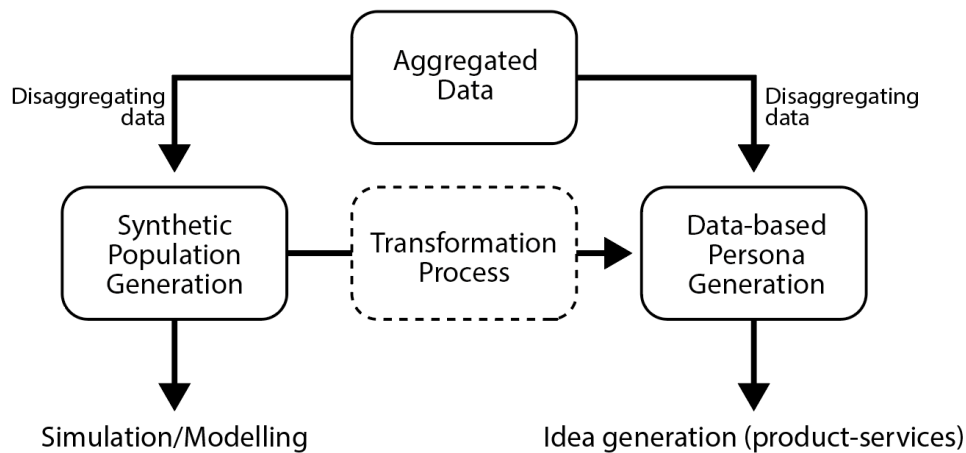 Aggregated
Data
Disaggregating
data
Disaggregating
data
Synthetic
Population
Generation
Transformation
Process
Data-based
Persona
Generation
Simulation/Modelling
Idea generation (product-services)